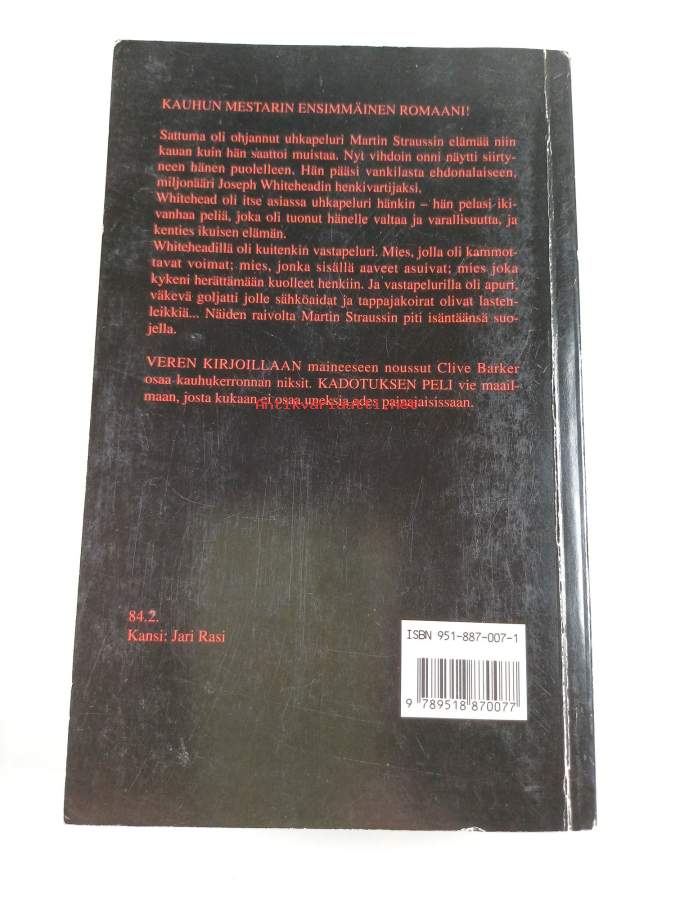 KAUHUN MESTARIN ENSIMMÄINEN ROMAANI!
Sattuma oli ohjannut uhkapeluri Martin Straussin elämää niin
kauan kuin hän saattoi muistaa. Nyt vihdoin onni näytti siirty-
neen hänen puolelleen. Hän pääsi vankilasta ehdonalaiseen,
miljonääri Joseph Whiteheadin henkivartijaksi.
Whitehead oli itse asiassa uhkapeluri hänkin – hän pelasi iki-
vanhaa peliä, joka oli tuonut hänelle valtaa ja varallisuutta, ja
kenties ikuisen elämän.
Whiteheadillä oli kuitenkin vastapeluri. Mies, jolla oli kammot-
tavat voimat; mies, jonka sisällä aaveet asuivat; mies joka
kykeni herättämään kuolleet henkiin. Ja vastapelurilla oli apuri,
väkevä goljatti jolle sähköaidat ja tappajakoirat olivat lasten-
leikkiä... Näiden raivolta Martin Straussin piti isäntäänsä suo-
jella.
VEREN KIRJOILLAAN maineeseen noussut Clive Barker
osaa kauhukerronnan niksit. KADOTUKSEN PELI vie maail-
maan, josta kukaan ei osaa uneksia edes painajaisissaan.
84.2.
Kansi: Jari Rasi
ISBN 951-887-007-1
9 789518 870077